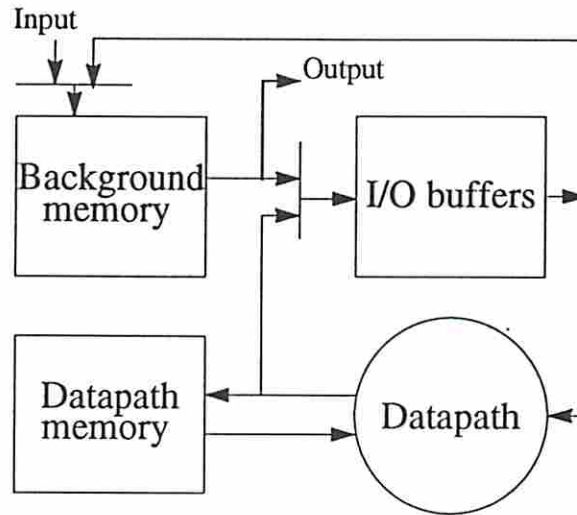 Input
Output
Background
memory
I/O buffers
Datapath
memory
Datapath